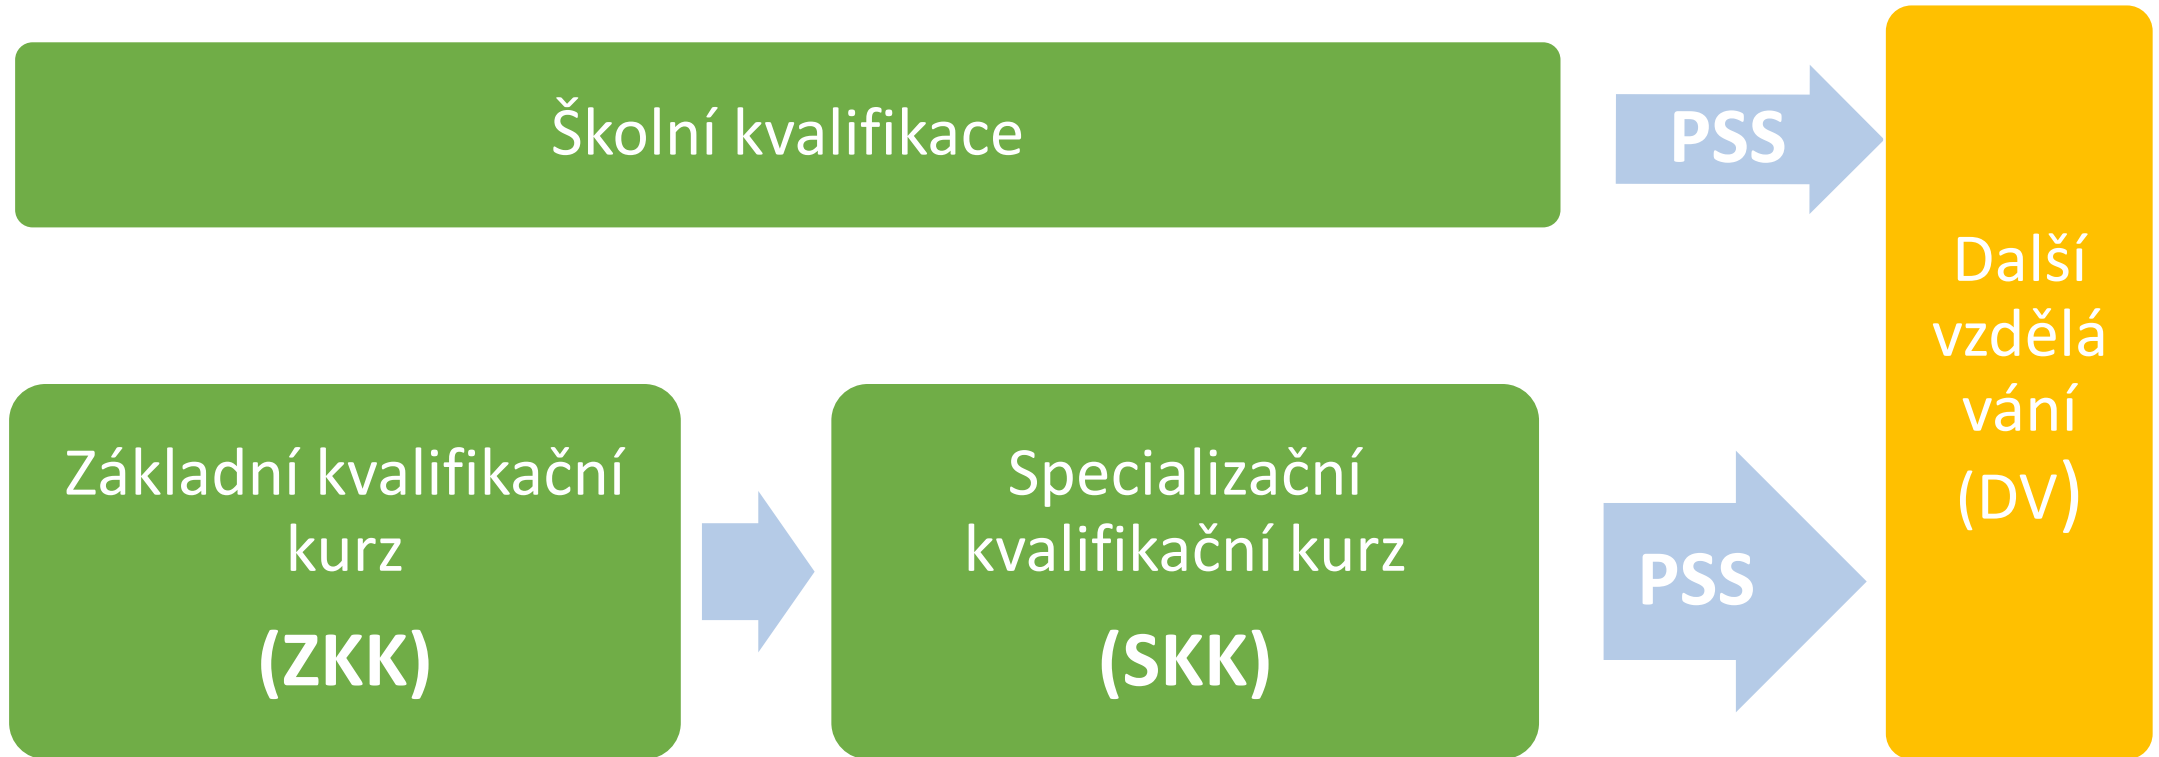 Školní kvalifikace
PSS
Základní kvalifikační
kurz
(ZKK)
Specializační
kvalifikační kurz
(SKK)
PSS
Další
vzdělá
vání
(DV)